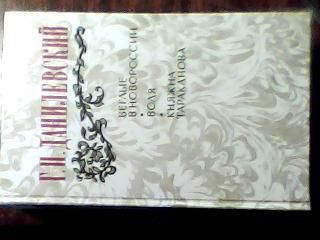 Г.П. ДАНИЛЕВСКИЙ
БЕГЛЫЕ
В НОВОРОССИИ
•
ВОЛЯ
•
КНЯЖНА
ТАРАКАНОВА